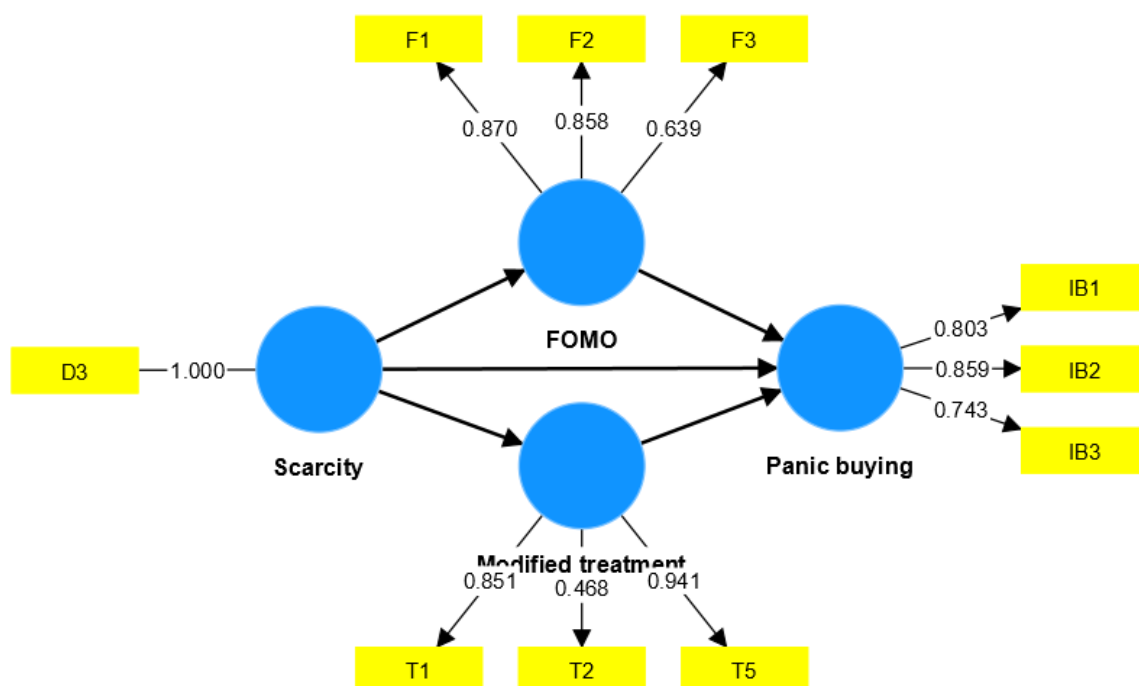 F1
F2
F3
0.870
0.858
0.639
FOMO
IB1
0.803
D3
1.000
0.859
IB2
0.743
IB3
Scarcity
Panic buying
Modified treatment
0.851
0.468
0.941
T1
T2
T5